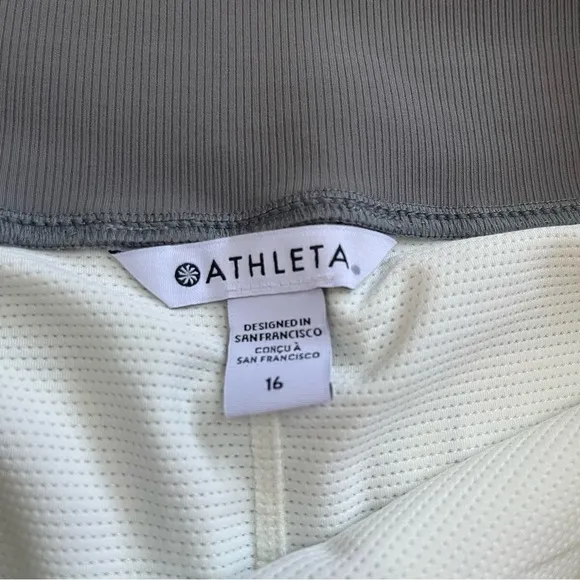 ATHLETA
DESIGNED IN
SAN FRANCISCO
CONÇU À
SAN FRANCISCO
16